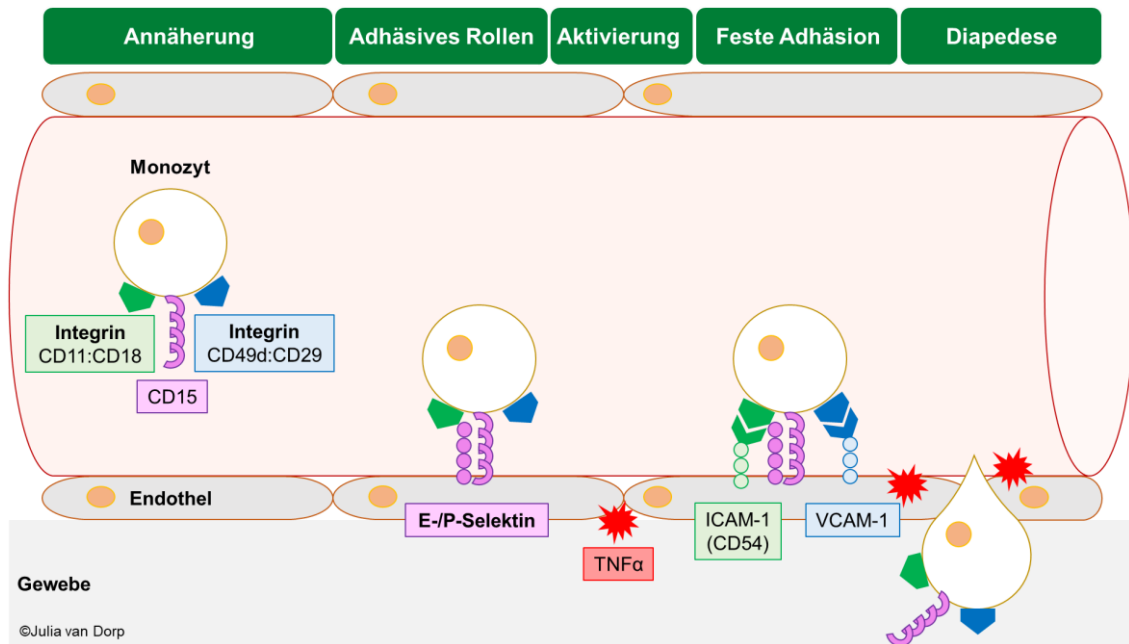 Annäherung
Adhäsives Rollen
Aktivierung
Feste Adhäsion
Diapedese
Monozyt
Integrin
CD11:CD18
Integrin
CD49d:CD29
CD15
Endothel
E-/P-Selektin
TNFα
ICAM-1
(CD54)
VCAM-1
Gewebe
©Julia van Dorp